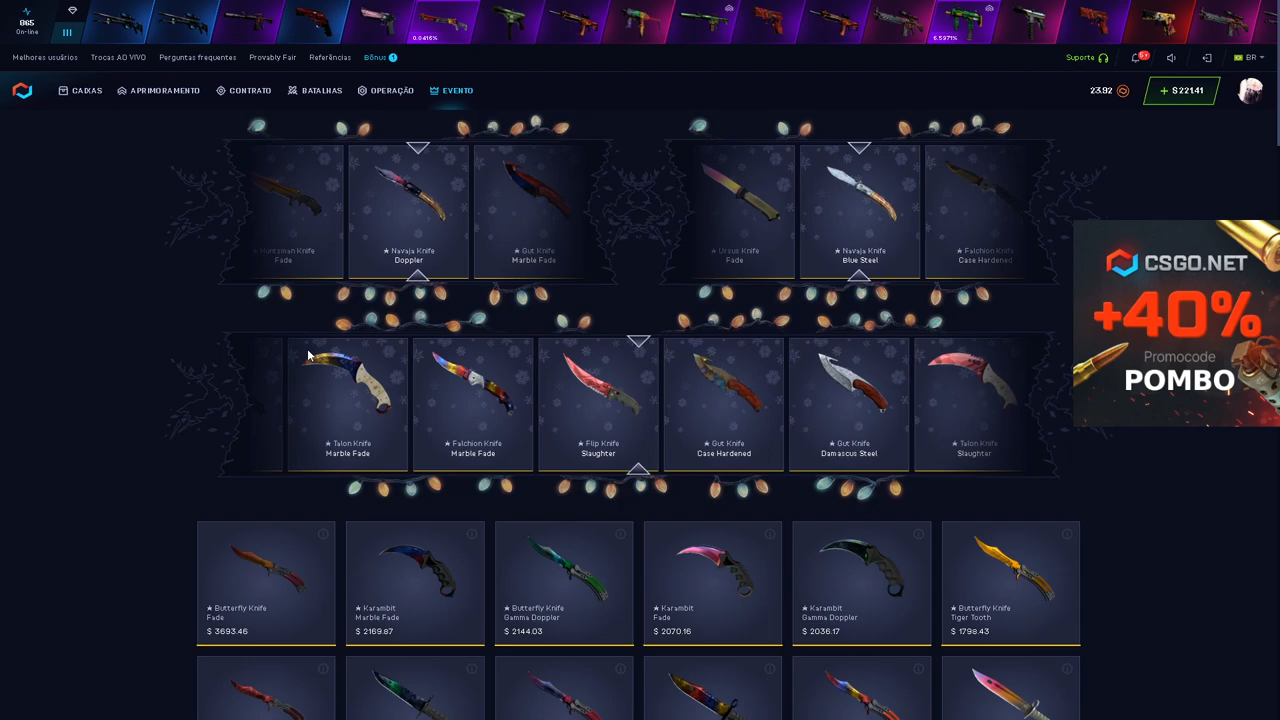 865
On-line
0.0416%
6.5971%
Melhores usuários
Trocas AO VIVO
Perguntas frequentes
Provably Fair
Referências
Bônus
Suporte
5+
BR
CAIXAS
APRIMORAMENTO
CONTRATO
BATALHAS
OPERAÇÃO
EVENTO
23.92
+ $ 221.41
★ Huntsman Knife
Fade
★ Navaja Knife
Doppler
★ Gut Knife
Marble Fade
★ Ursus Knife
Fade
★ Navaja Knife
Blue Steel
★ Falchion Knife
Case Hardened
CSGO.NET
+40%
Promocode
POMBO
★ Talon Knife
Marble Fade
★ Falchion Knife
Marble Fade
★ Flip Knife
Slaughter
★ Gut Knife
Case Hardened
★ Gut Knife
Damascus Steel
★ Talon Knife
Slaughter
★ Butterfly Knife
Fade
$ 3693.46
★ Karambit
Marble Fade
$ 2169.87
★ Butterfly Knife
Gamma Doppler
$ 2144.03
★ Karambit
Fade
$ 2070.16
★ Karambit
Gamma Doppler
$ 2036.17
★ Butterfly Knife
Tiger Tooth
$ 1798.43